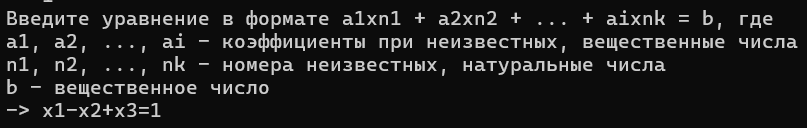 Введите уравнение в формате a1xn1 + a2xn2 + ... + aixnk = b, где
a1, a2, ..., ai – коэффициенты при неизвестных, вещественные числа
n1, n2, ..., nk – номера неизвестных, натуральные числа
b – вещественное число
–> x1-x2+x3=1